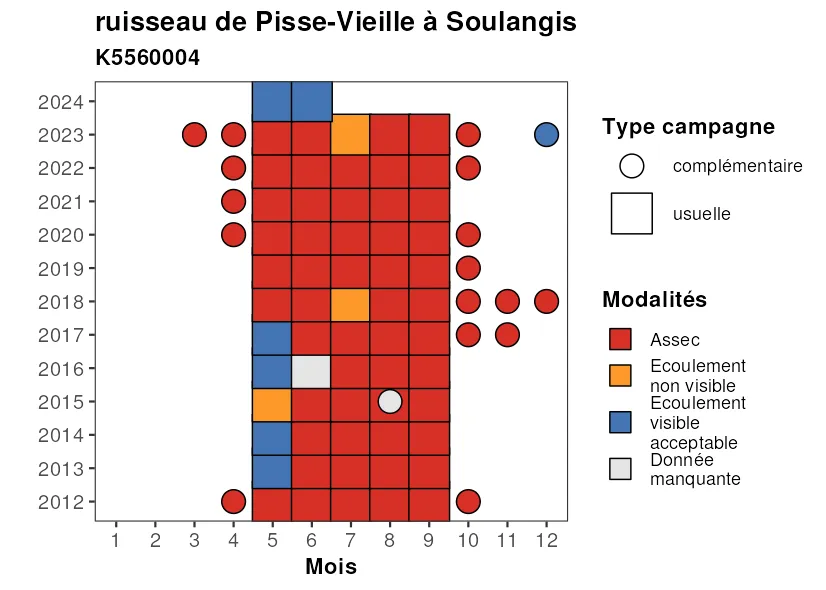 ruisseau de Pisse-Vieille à Soulangis
K5560004
2024
2023
2022
2021
2020
2019
2018
2017
2016
2015
2014
2013
2012
1 2 3 4 5 6 7 8 9 10 11 12
Mois
Type campagne
complémentaire
usuelle
Modalités
Assec
Ecoulement
non visible
Ecoulement
visible
acceptable
Donnée
manquante